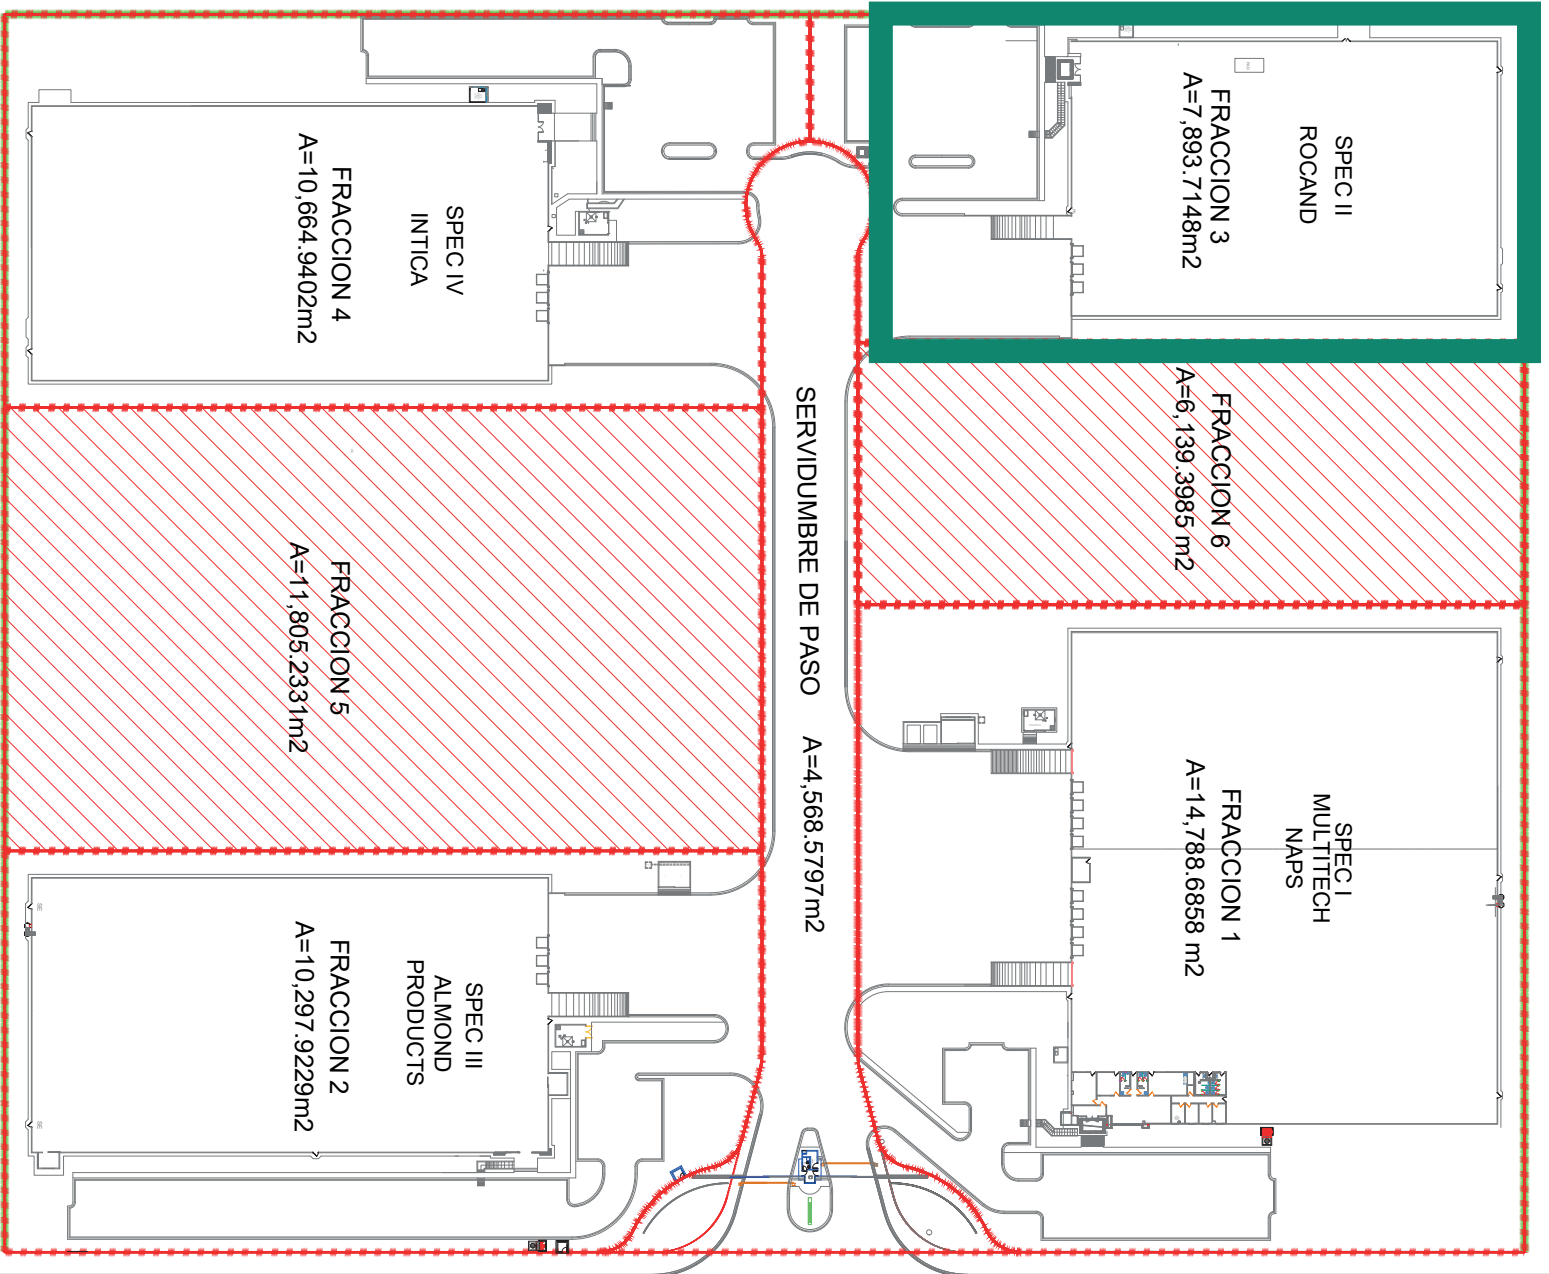 SPEC II
ROCAND
FRACCION 3
A=7,893.7148m2
SPEC IV
INTICA
FRACCION 4
A=10,664.9402m2
FRACCION 6
A=6,139.3985 m2
SERVIDUMBRE DE PASO A=4,568.5797m2
FRACCION 5
A=11,805.2331m2
SPEC I
MULTITECH
NAPS
FRACCION 1
A=14,788.6858 m2
SPEC III
ALMOND
PRODUCTS
FRACCION 2
A=10,297.9229m2